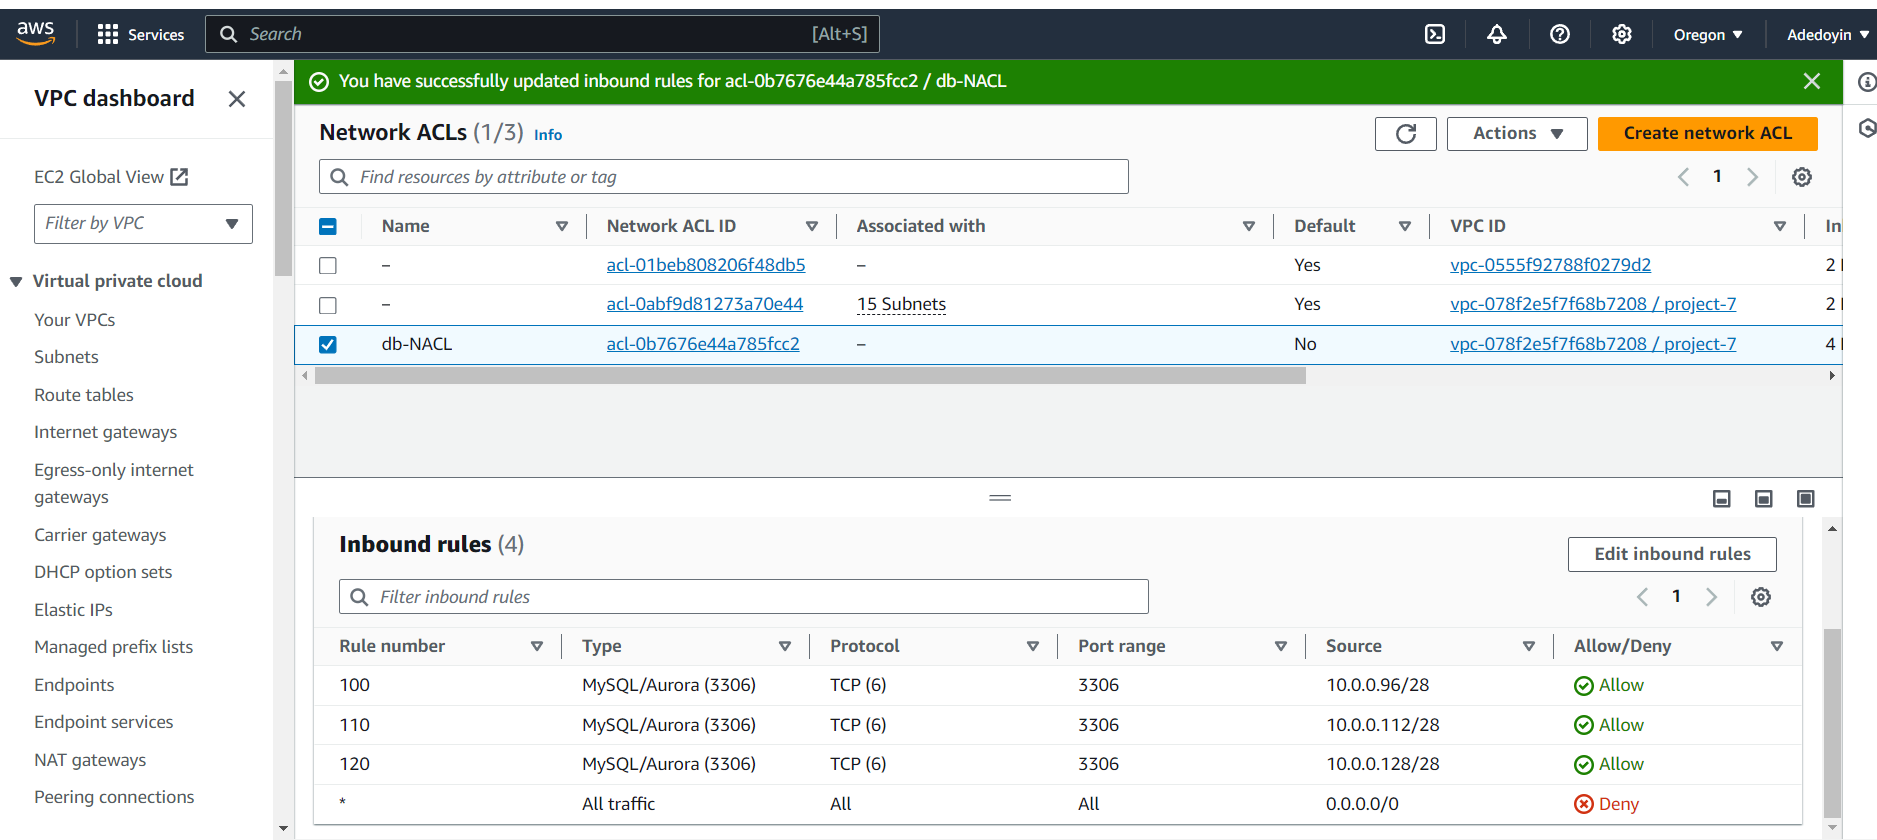 aws Services Search [Alt+S] Oregon Adedoyin
VPC dashboard
EC2 Global View
Filter by VPC
Virtual private cloud
Your VPCs
Subnets
Route tables
Internet gateways
Egress-only internet
gateways
Carrier gateways
DHCP option sets
Elastic IPs
Managed prefix lists
Endpoints
Endpoint services
NAT gateways
Peering connections
You have successfully updated inbound rules for acl-0b7676e44a785fcc2 / db-NACL
Network ACLs (1/3) Info
Actions
Create network ACL
Find resources by attribute or tag
1
Name Network ACL ID Associated with Default VPC ID In
– acl-01beb808206f48db5 – Yes vpc-0555f92788f0279d2 2
– acl-0abf9d81273a70e44 15 Subnets Yes vpc-078f2e5f7f68b7208 / project-7 2
db-NACL acl-0b7676e44a785fcc2 – No vpc-078f2e5f7f68b7208 / project-7 4
Inbound rules (4)
Edit inbound rules
Filter inbound rules
1
Rule number Type Protocol Port range Source Allow/Deny
100 MySQL/Aurora (3306) TCP (6) 3306 10.0.0.96/28 Allow
110 MySQL/Aurora (3306) TCP (6) 3306 10.0.0.112/28 Allow
120 MySQL/Aurora (3306) TCP (6) 3306 10.0.0.128/28 Allow
* All traffic All All 0.0.0.0/0 Deny